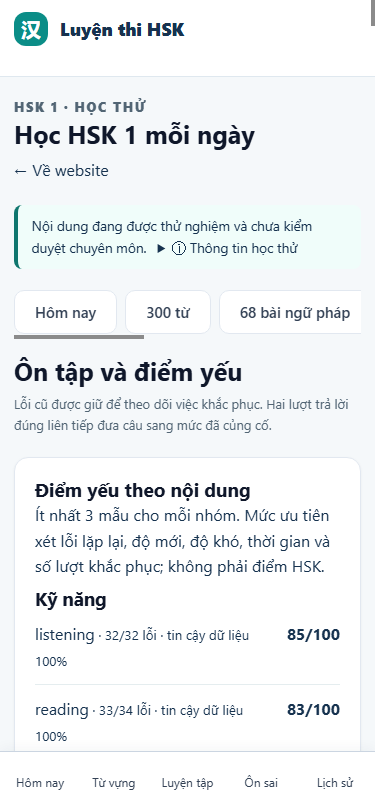 汉 Luyện thi HSK
HSK 1 · HỌC THỬ
Học HSK 1 mỗi ngày
← Về website
Nội dung đang được thử nghiệm và chưa kiểm
duyệt chuyên môn. ▶ ⓘ Thông tin học thử
Hôm nay 300 từ 68 bài ngữ pháp
Ôn tập và điểm yếu
Lỗi cũ được giữ để theo dõi việc khắc phục. Hai lượt trả lời
đúng liên tiếp đưa câu sang mức đã củng cố.
Điểm yếu theo nội dung
Ít nhất 3 mẫu cho mỗi nhóm. Mức ưu tiên
xét lỗi lặp lại, độ mới, độ khó, thời gian và
số lượt khắc phục; không phải điểm HSK.
Kỹ năng
listening · 32/32 lỗi · tin cậy dữ liệu 85/100
100%
reading · 33/34 lỗi · tin cậy dữ liệu 83/100
100%
Hôm nay Từ vựng Luyện tập Ôn sai Lịch sử